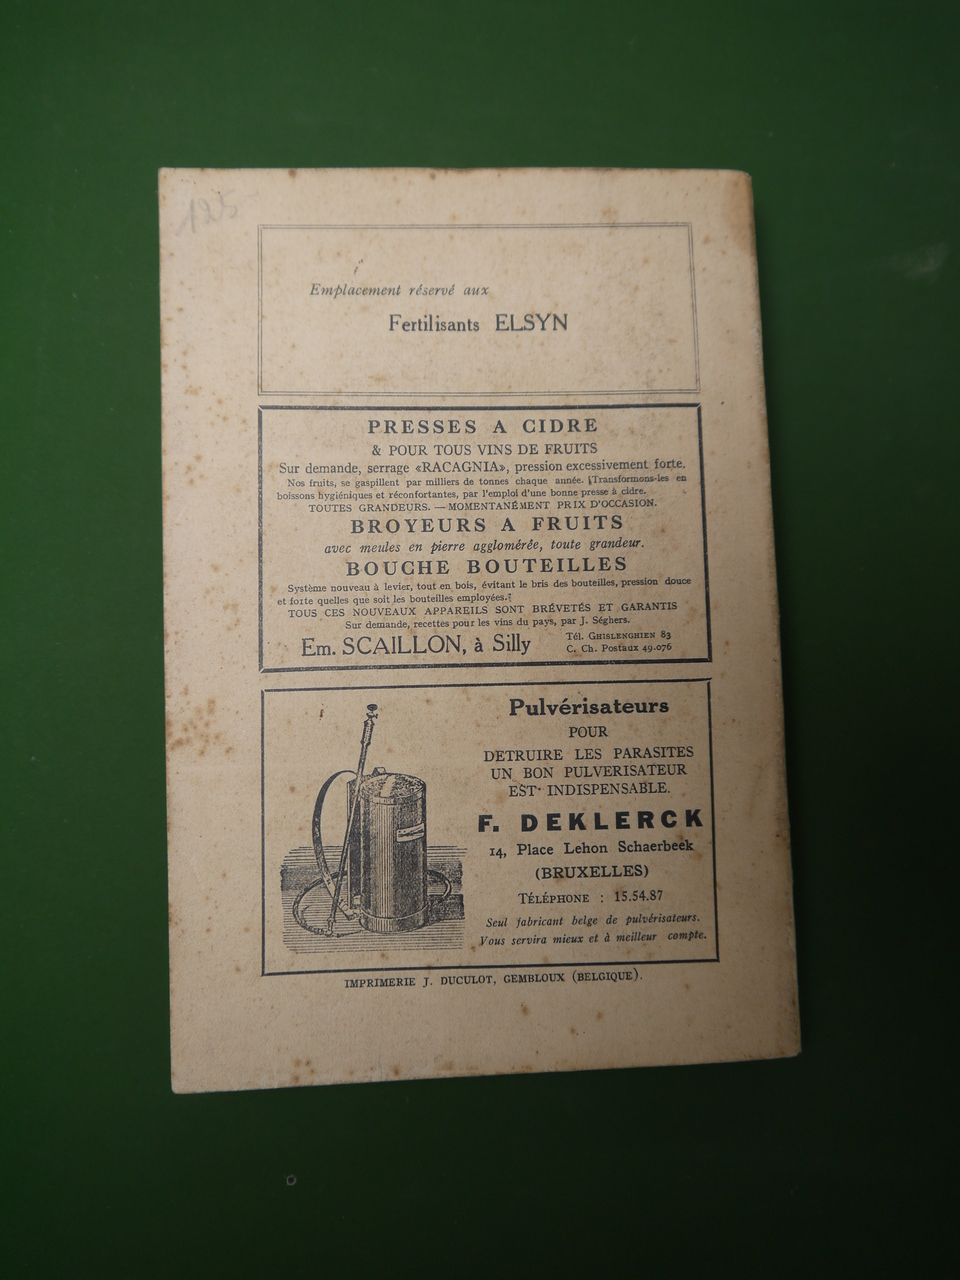 125
Emplacement réservé aux
Fertilisants ELSYN
PRESSES A CIDRE
& POUR TOUS VINS DE FRUITS
Sur demande, serrage «RACAGNIA», pression excessivement forte.
Nos fruits, se gaspillent par milliers de tonnes chaque année. Transformons-les en
boissons hygiéniques et réconfortantes, par l'emploi d'une bonne presse à cidre.
TOUTES GRANDEURS. — MOMENTANÉMENT PRIX D'OCCASION.
BROYEURS A FRUITS
avec meules en pierre agglomérée, toute grandeur.
BOUCHE BOUTEILLES
Système nouveau à levier, tout en bois, évitant le bris des bouteilles, pression douce
et forte quelles que soit les bouteilles employées.
TOUS CES NOUVEAUX APPAREILS SONT BRÉVETÉS ET GARANTIS
Sur demande, recettes pour les vins du pays, par J. Séghers.
Em. SCAILLON, à Silly
Tél. GHISLENGHIEN 83
C. Ch. Postaux 49.076
Pulvérisateurs
POUR
DETRUIRE LES PARASITES
UN BON PULVERISATEUR
EST INDISPENSABLE.
F. DEKLERCK
14, Place Lehon Schaerbeek
(BRUXELLES)
TÉLÉPHONE : 15.54.87
Seul fabricant belge de pulvérisateurs.
Vous servira mieux et à meilleur compte.
IMPRIMERIE J. DUCULOT, GEMBLOUX (BELGIQUE).